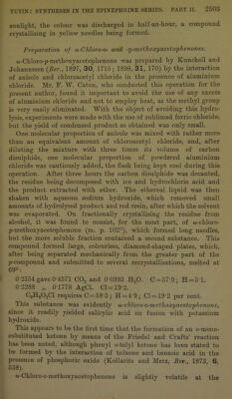 TUTIN: SYNTHESES IN THE EPINEPHRINE SERIES. PART II. 2503
sunlight, the colour was discharged in half-an-hour, a compound
crystallising in yellow needles being formed.
Preparation of ω-Chloro-o- and -p-methoxyacetophenones.
ω-Chloro-p-methoxyacetophenone was prepared by Kunckell and
Johannssen (Ber., 1897, 30, 1715; 1898, 31, 170) by the interaction
of anisole and chloroacetyl chloride in the presence of aluminium
chloride. Mr. F. W. Caton, who conducted this operation for the
present author, found it important to avoid the use of any excess
of aluminium chloride and not to employ heat, as the methyl group
is very easily eliminated. With the object of avoiding this hydro-
lysis, experiments were made with the use of sublimed ferric chloride,
but the yield of condensed product so obtained was only small.
One molecular proportion of anisole was mixed with rather more
than an equivalent amount of chloroacetyl chloride, and, after
diluting the mixture with three times its volume of carbon
disulphide, one molecular proportion of powdered aluminium
chloride was cautiously added, the flask being kept cool during this
operation. After three hours the carbon disulphide was decanted,
the residue being decomposed with ice and hydrochloric acid and
the product extracted with ether. The ethereal liquid was then
shaken with aqueous sodium hydroxide, which removed small
amounts of hydrolysed product and red resin, after which the solvent
was evaporated. On fractionally crystallising the residue from
alcohol, it was found to consist, for the most part, of ω-chloro-
p-methoxyacetophenone (m. p. 102°), which formed long needles,
but the more soluble fraction contained a second substance. This
compound formed large, colourless, diamond-shaped plates, which,
after being separated mechanically from the greater part of the
p-compound and submitted to several recrystallisations, melted at
69°:
0·2354 gave 0·4371 CO₂ and 0·0993 H₂O. C=57·9; H=5·1.
0·2288 „ 0·1778 AgCl. Cl=19·2.
C₉H₉O₂Cl requires C=58·5; H=4·9; Cl=19·2 per cent.
This substance was evidently ω-chloro-o-methoxyacetophenone,
since it readily yielded salicylic acid on fusion with potassium
hydroxide.
This appears to be the first time that the formation of an o-mono-
substituted ketone by means of the Friedel and Crafts' reaction
has been noted, although phenyl o-tolyl ketone has been stated to
be formed by the interaction of toluene and benzoic acid in the
presence of phosphoric oxide (Kollarits and Merz, Ber., 1873, 6,
538).
ω-Chloro-o-methoxyacetophenone is slightly volatile at the